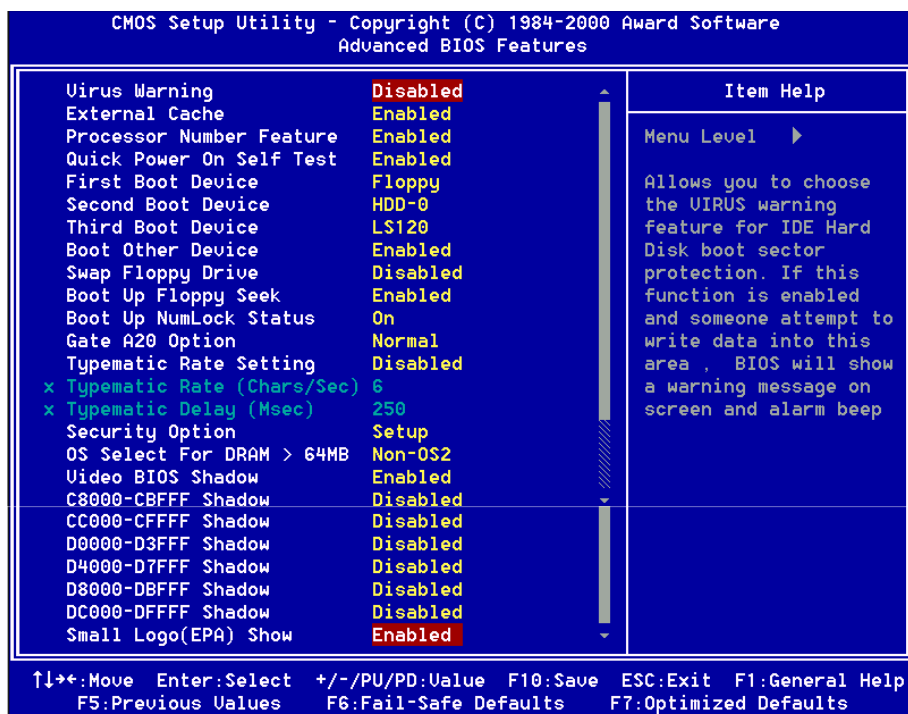 CMOS Setup Utility - Copyright (C) 1984-2000 Award Software
Advanced BIOS Features
Virus Warning Disabled
External Cache Enabled
Processor Number Feature Enabled
Quick Power On Self Test Enabled
First Boot Device Floppy
Second Boot Device HDD-0
Third Boot Device LS120
Boot Other Device Enabled
Swap Floppy Drive Disabled
Boot Up Floppy Seek Enabled
Boot Up NumLock Status On
Gate A20 Option Normal
Typematic Rate Setting Disabled
x Typematic Rate (Chars/Sec) 6
x Typematic Delay (Msec) 250
Security Option Setup
OS Select For DRAM > 64MB Non-OS2
Video BIOS Shadow Enabled
C8000-CBFFF Shadow Disabled
CC000-CFFFF Shadow Disabled
D0000-D3FFF Shadow Disabled
D4000-D7FFF Shadow Disabled
D8000-DBFFF Shadow Disabled
DC000-DFFFF Shadow Disabled
Small Logo(EPA) Show Enabled
Item Help
Menu Level
Allows you to choose
the VIRUS warning
feature for IDE Hard
Disk boot sector
protection. If this
function is enabled
and someone attempt to
write data into this
area , BIOS will show
a warning message on
screen and alarm beep
↑↓→←:Move Enter:Select +/-/PU/PD:Value F10:Save ESC:Exit F1:General Help
F5:Previous Values F6:Fail-Safe Defaults F7:Optimized Defaults